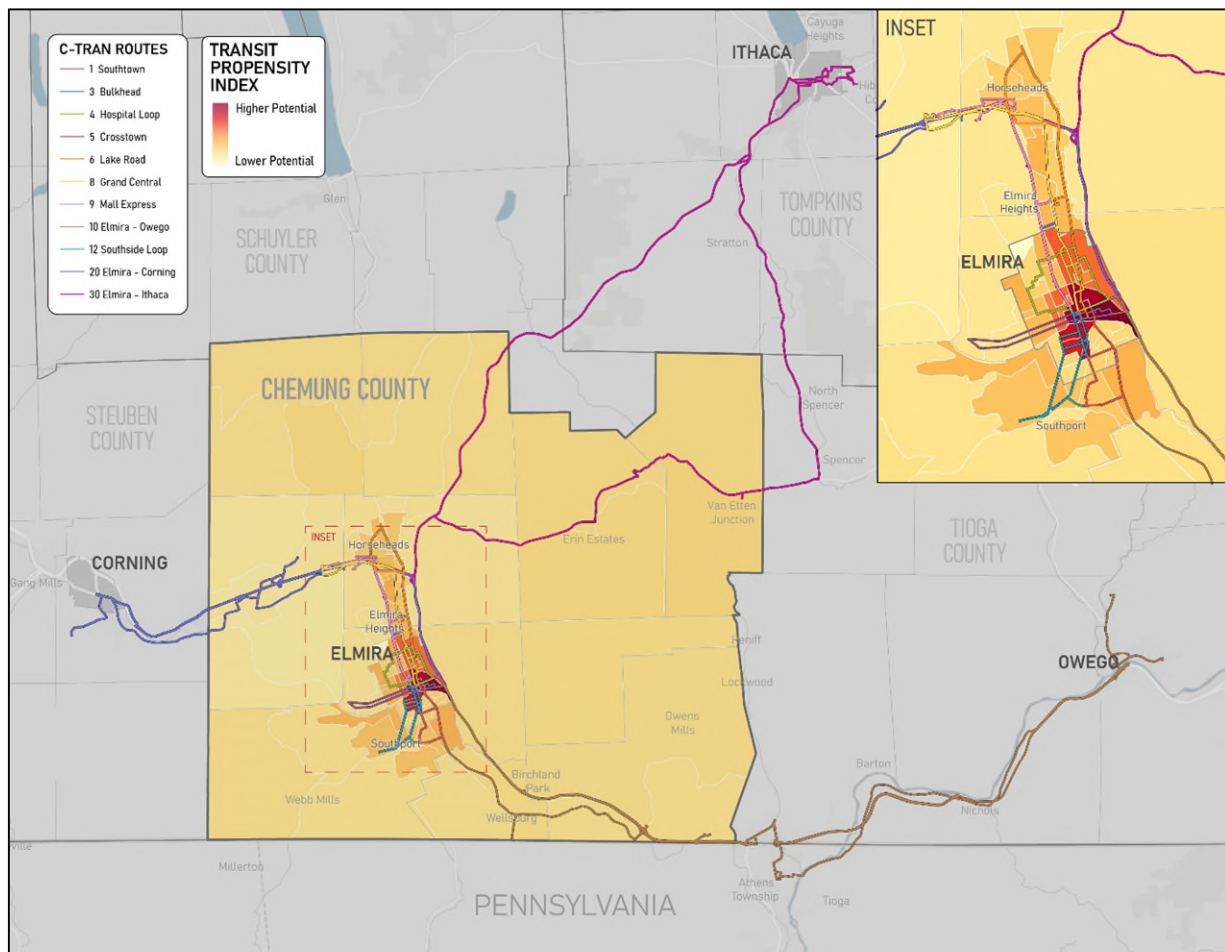 C-TRAN ROUTES
1 Southtown
3 Bulkhead
4 Hospital Loop
5 Crosstown
6 Lake Road
8 Grand Central
9 Mall Express
10 Elmira - Owego
12 Southside Loop
20 Elmira - Corning
30 Elmira - Ithaca
TRANSIT
PROPENSITY
INDEX
Higher Potential
Lower Potential
Cayuga
Heights
ITHACA
Glen
SCHUYLER
COUNTY
TOMPKINS
COUNTY
Stratton
STEUBEN
COUNTY
CHEMUNG COUNTY
North
Spencer
Spencer
Van Etten
Junction
Erin Estates
TIOGA
COUNTY
INSET
Horseheads
CORNING
Gang Mills
Elmira
Heights
ELMIRA
Lockwood
OWEGO
Owens
Mills
Southport
Birchland
Park
Webb Mills
Wellsburg
Barton
Nichols
ville
Millerton
Athens
Township
Tioga
PENNSYLVANIA
INSET
Horseheads
Elmira
Heights
ELMIRA
Southport